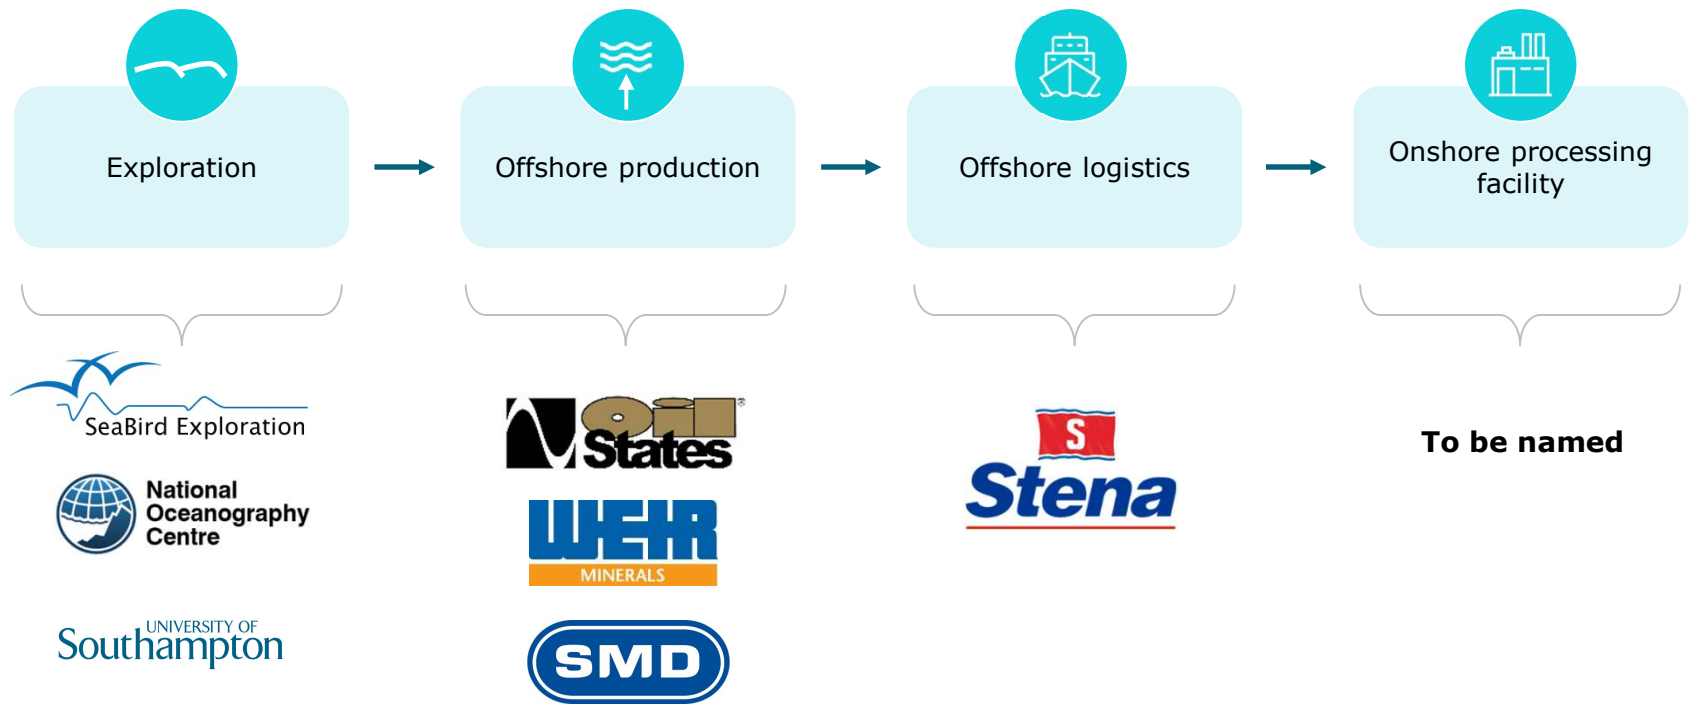 Exploration
Offshore production
Offshore logistics
Onshore processing
facility
SeaBird Exploration
National
Oceanography
Centre
UNIVERSITY OF
Southampton
Oil
States®
WEIR
MINERALS
SMD
S
Stena
To be named